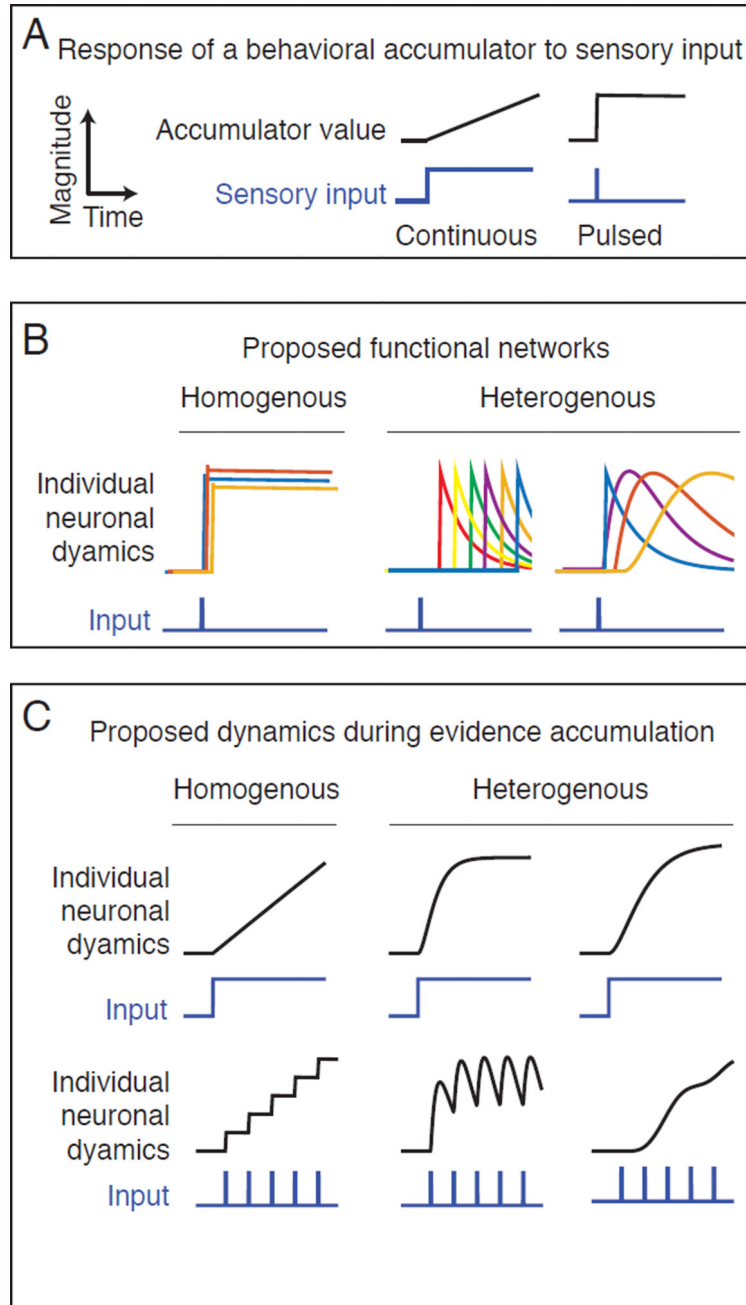 A
Response of a behavioral accumulator to sensory input
Magnitude
Time
Accumulator value
Sensory input
Continuous
Pulsed
B
Proposed functional networks
Homogenous
Heterogenous
Individual
neuronal
dyamics
Input
C
Proposed dynamics during evidence accumulation
Homogenous
Heterogenous
Individual
neuronal
dyamics
Input
Individual
neuronal
dyamics
Input